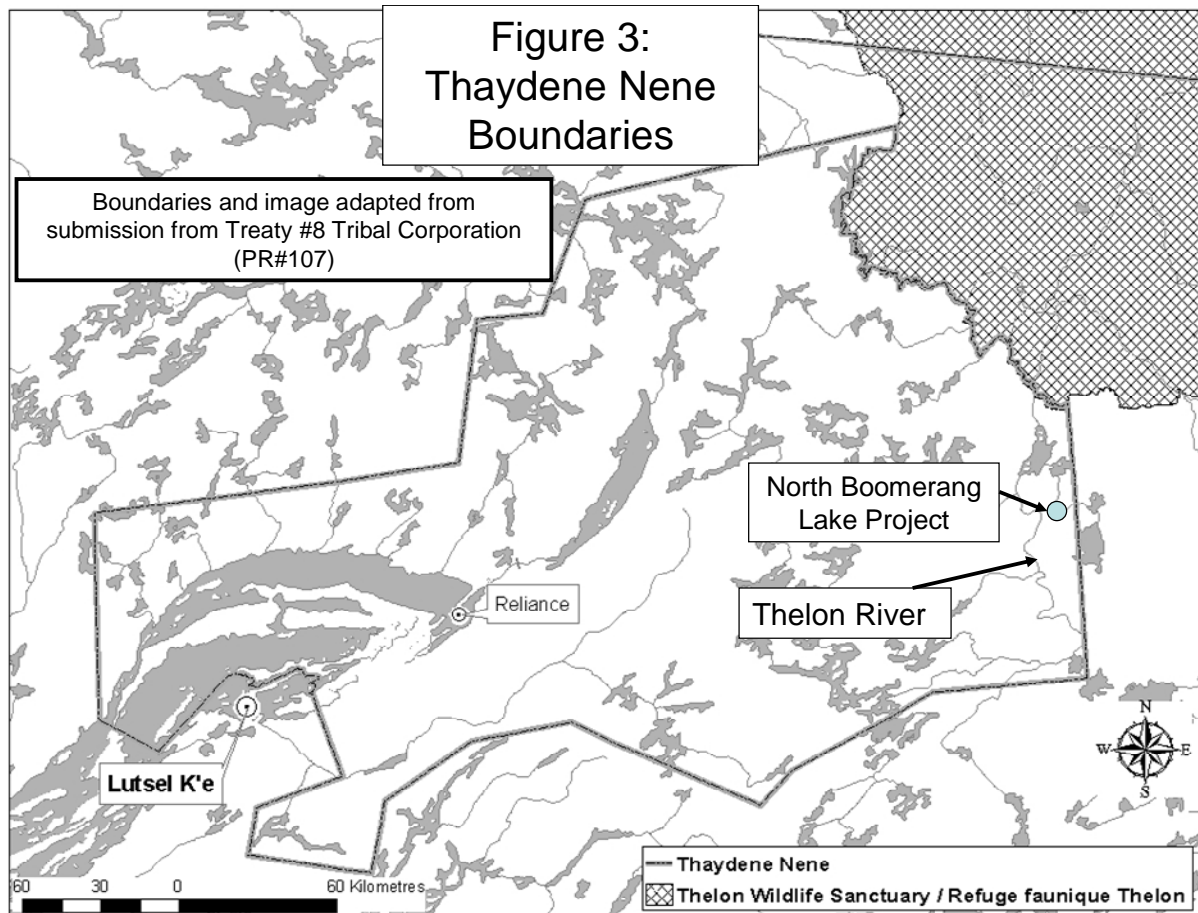 Figure 3:
Thaydene Nene
Boundaries
Boundaries and image adapted from
submission from Treaty #8 Tribal Corporation
(PR#107)
North Boomerang
Lake Project
Thelon River
Reliance
Lutsel K'e
N
W
E
S
60 30 0 60 Kilometres
Thaydene Nene
Thelon Wildlife Sanctuary / Refuge faunique Thelon